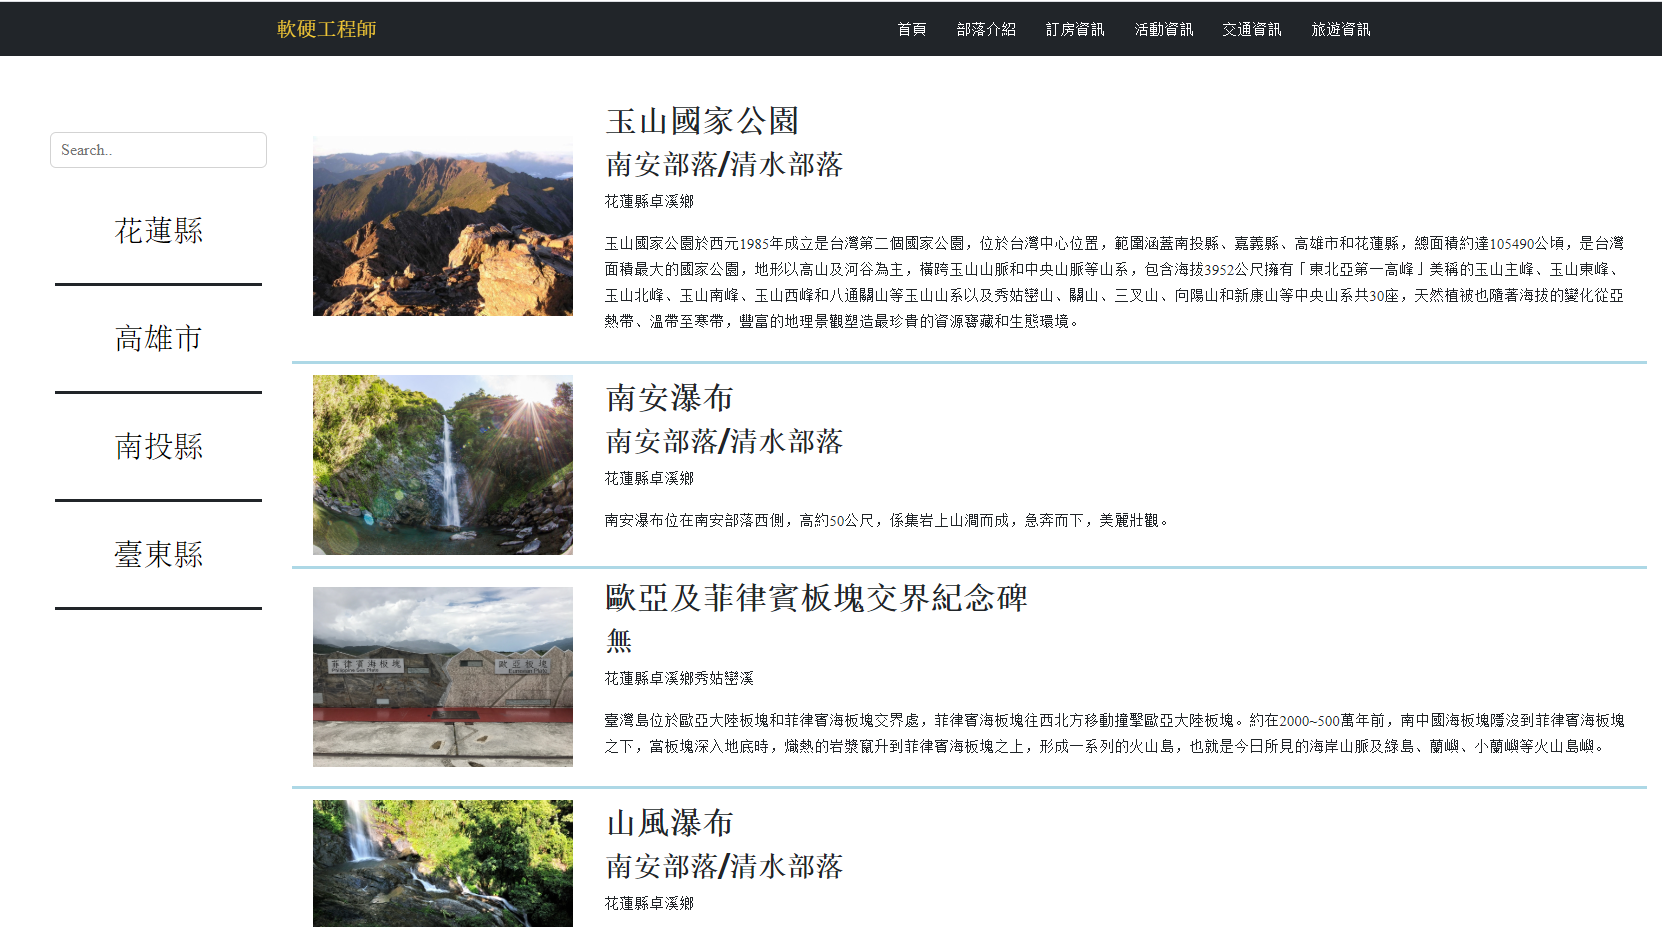 軟硬工程師
首頁 部落介紹 訂房資訊 活動資訊 交通資訊 旅遊資訊
Search..
花蓮縣
高雄市
南投縣
臺東縣
玉山國家公園
南安部落/清水部落
花蓮縣卓溪鄉
玉山國家公園於西元1985年成立是台灣第二個國家公園，位於台灣中心位置，範圍涵蓋南投縣、嘉義縣、高雄市和花蓮縣，總面積約達105490公頃，是台灣
面積最大的國家公園，地形以高山及河谷為主，橫跨玉山山脈和中央山脈等山系，包含海拔3952公尺擁有「東北亞第一高峰」美稱的玉山主峰、玉山東峰、
玉山北峰、玉山南峰、玉山西峰和八通關山等玉山山系以及秀姑巒山、關山、三叉山、向陽山和新康山等中央山系共30座，天然植被也隨著海拔的變化從亞
熱帶、溫帶至寒帶，豐富的地理景觀塑造最珍貴的資源寶藏和生態環境。
南安瀑布
南安部落/清水部落
花蓮縣卓溪鄉
南安瀑布位在南安部落西側，高約50公尺，係集岩上山澗而成，急奔而下，美麗壯觀。
菲律賓海板塊
Philippine Sea Plate
歐亞板塊
Eurasian Plate
歐亞及菲律賓板塊交界紀念碑
無
花蓮縣卓溪鄉秀姑巒溪
臺灣島位於歐亞大陸板塊和菲律賓海板塊交界處，菲律賓海板塊往西北方移動撞擊歐亞大陸板塊。約在2000~500萬年前，南中國海板塊隱沒到菲律賓海板塊
之下，當板塊深入地底時，熾熱的岩漿竄升到菲律賓海板塊之上，形成一系列的火山島，也就是今日所見的海岸山脈及綠島、蘭嶼、小蘭嶼等火山島嶼。
山風瀑布
南安部落/清水部落
花蓮縣卓溪鄉